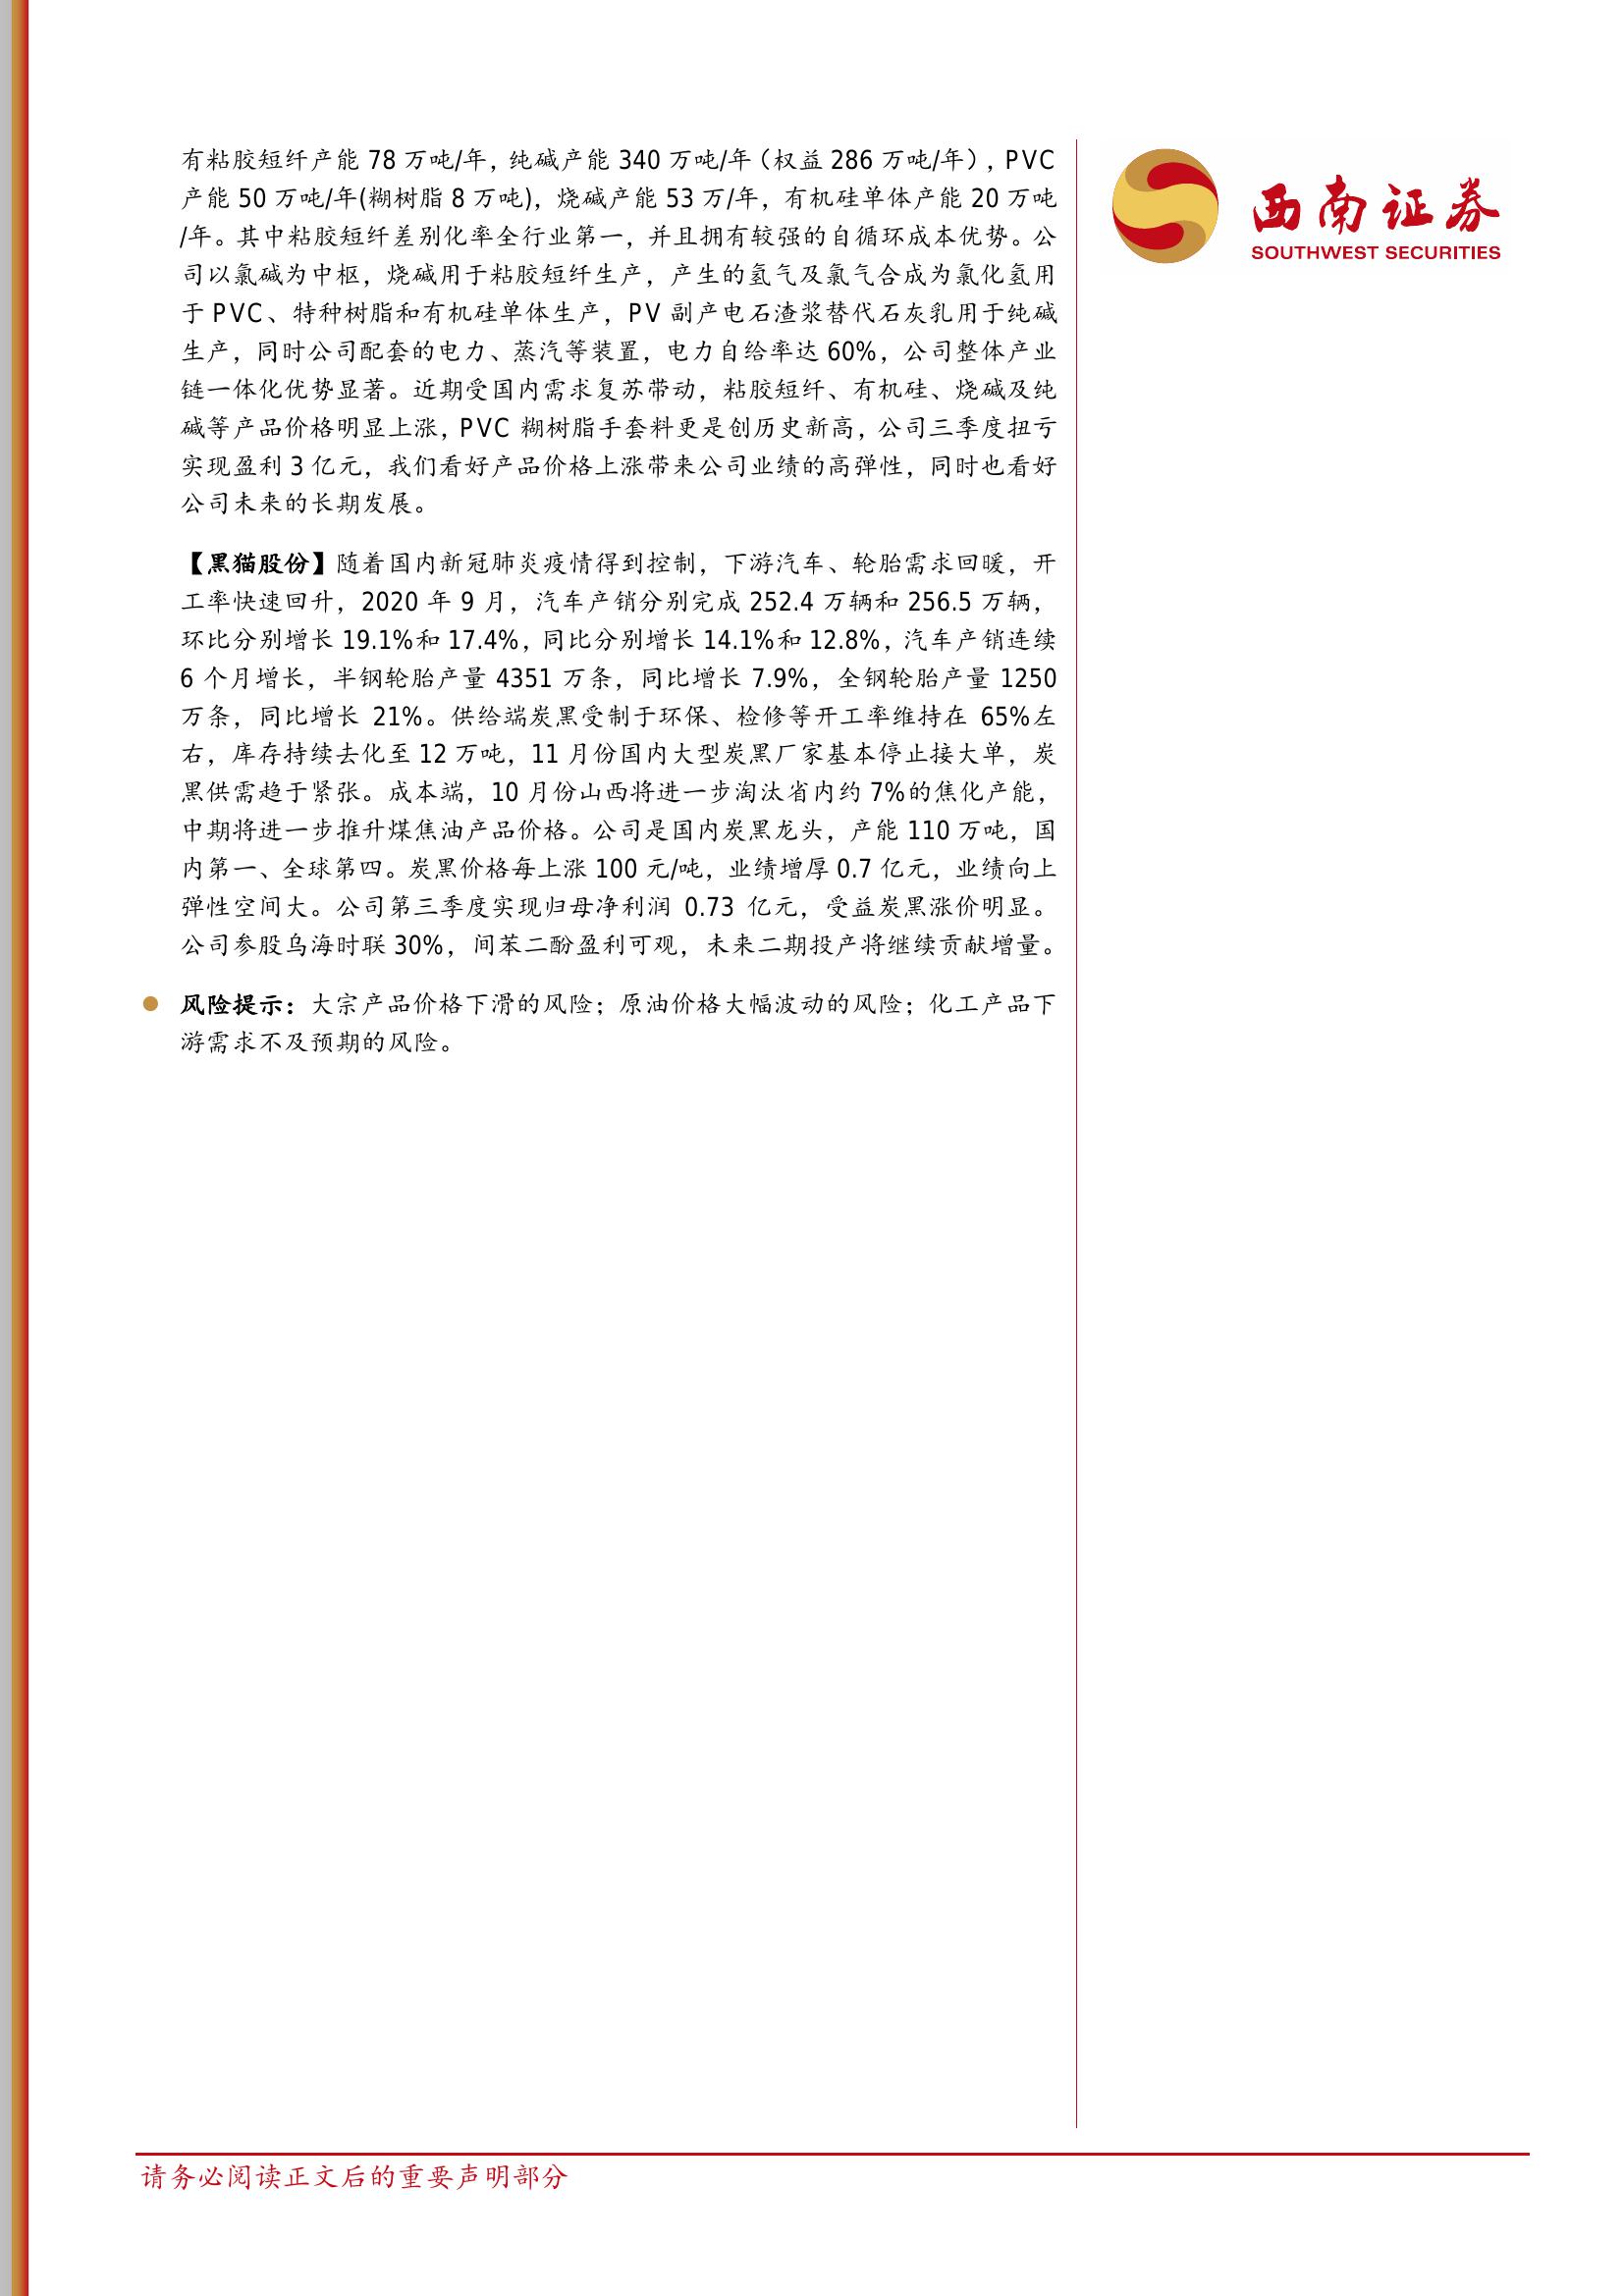 有粘胶短纤产能 78 万吨/年，纯碱产能 340 万吨/年（权益 286 万吨/年），PVC
产能 50 万吨/年(糊树脂 8 万吨)，烧碱产能 53 万/年，有机硅单体产能 20 万吨
/年。其中粘胶短纤差别化率全行业第一，并且拥有较强的自循环成本优势。公
司以氯碱为中枢，烧碱用于粘胶短纤生产，产生的氢气及氯气合成为氯化氢用
于 PVC、特种树脂和有机硅单体生产，PV 副产电石渣浆替代石灰乳用于纯碱
生产，同时公司配套的电力、蒸汽等装置，电力自给率达 60%，公司整体产业
链一体化优势显著。近期受国内需求复苏带动，粘胶短纤、有机硅、烧碱及纯
碱等产品价格明显上涨，PVC 糊树脂手套料更是创历史新高，公司三季度扭亏
实现盈利 3 亿元，我们看好产品价格上涨带来公司业绩的高弹性，同时也看好
公司未来的长期发展。
【黑猫股份】随着国内新冠肺炎疫情得到控制，下游汽车、轮胎需求回暖，开
工率快速回升，2020 年 9 月，汽车产销分别完成 252.4 万辆和 256.5 万辆，
环比分别增长 19.1%和 17.4%，同比分别增长 14.1%和 12.8%，汽车产销连续
6 个月增长，半钢轮胎产量 4351 万条，同比增长 7.9%，全钢轮胎产量 1250
万条，同比增长 21%。供给端炭黑受制于环保、检修等开工率维持在 65%左
右，库存持续去化至 12 万吨，11 月份国内大型炭黑厂家基本停止接大单，炭
黑供需趋于紧张。成本端，10 月份山西将进一步淘汰省内约 7%的焦化产能，
中期将进一步推升煤焦油产品价格。公司是国内炭黑龙头，产能 110 万吨，国
内第一、全球第四。炭黑价格每上涨 100 元/吨，业绩增厚 0.7 亿元，业绩向上
弹性空间大。公司第三季度实现归母净利润 0.73 亿元，受益炭黑涨价明显。
公司参股乌海时联 30%，间苯二酚盈利可观，未来二期投产将继续贡献增量。
风险提示：大宗产品价格下滑的风险；原油价格大幅波动的风险；化工产品下
游需求不及预期的风险。
西南证券
SOUTHWEST SECURITIES
请务必阅读正文后的重要声明部分